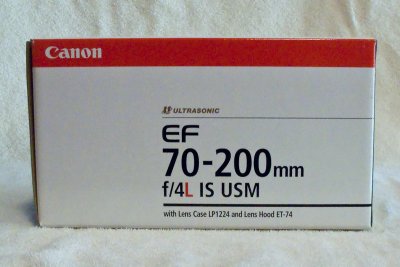 Canon
ULTRASONIC
EF
70-200mm
f/4L IS USM
with Lens Case LP1224 and Lens Hood ET-74